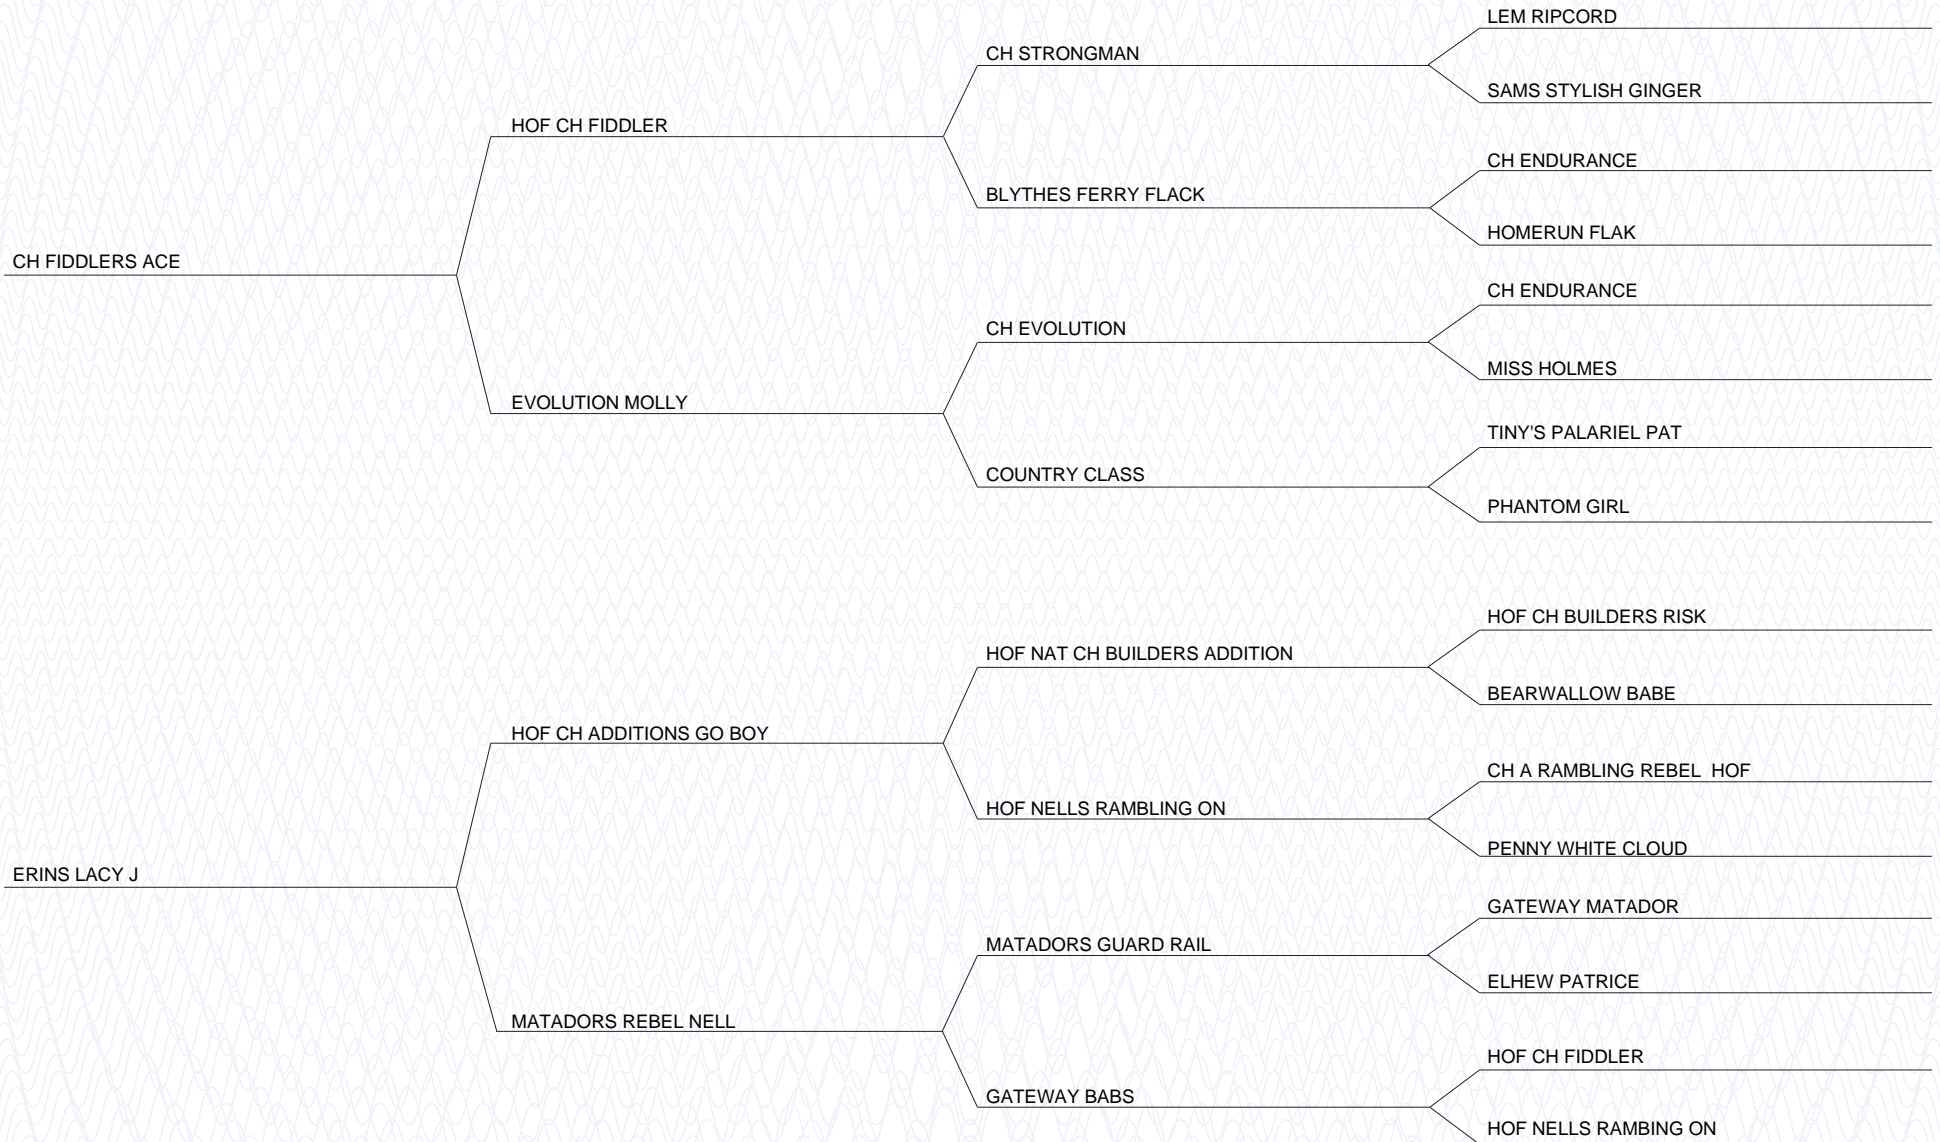 LEM RIPCORD
CH STRONGMAN
SAMS STYLISH GINGER
HOF CH FIDDLER
CH ENDURANCE
BLYTHES FERRY FLACK
HOMERUN FLAK
CH FIDDLERS ACE
CH ENDURANCE
CH EVOLUTION
MISS HOLMES
EVOLUTION MOLLY
TINY'S PALARIEL PAT
COUNTRY CLASS
PHANTOM GIRL
HOF CH BUILDERS RISK
HOF NAT CH BUILDERS ADDITION
BEARWALLOW BABE
HOF CH ADDITIONS GO BOY
CH A RAMBLING REBEL  HOF
HOF NELLS RAMBLING ON
PENNY WHITE CLOUD
ERINS LACY J
GATEWAY MATADOR
MATADORS GUARD RAIL
ELHEW PATRICE
MATADORS REBEL NELL
HOF CH FIDDLER
GATEWAY BABS
HOF NELLS RAMBING ON